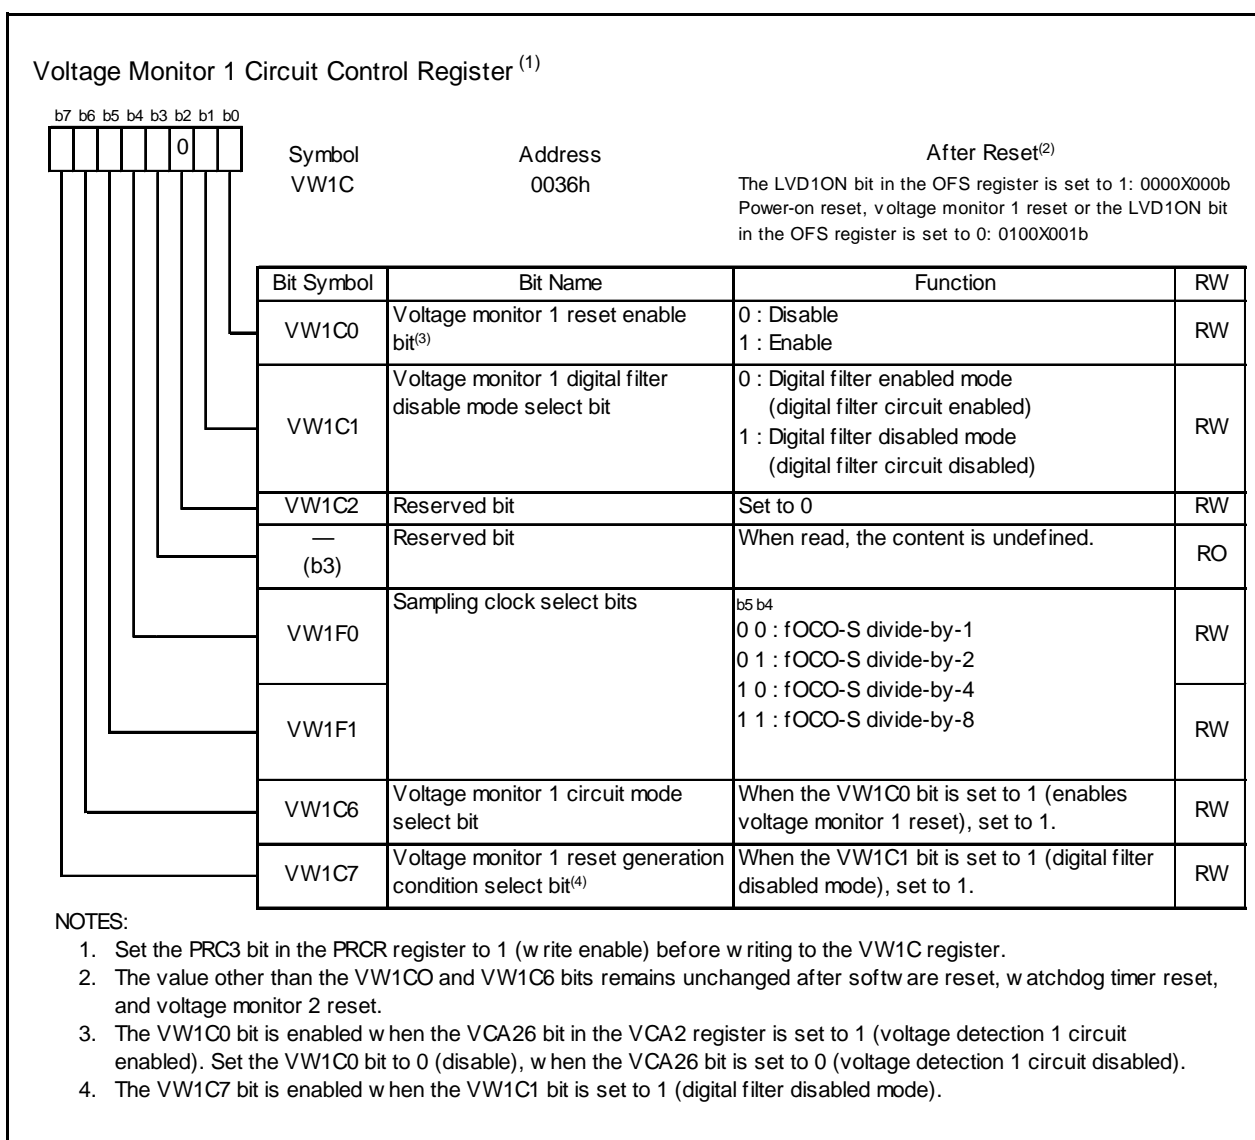 Voltage Monitor 1 Circuit Control Register (1)
b7 b6 b5 b4 b3 b2 b1 b0
0
Symbol Address After Reset(2)
VW1C 0036h The LVD1ON bit in the OFS register is set to 1: 0000X000b
Power-on reset, voltage monitor 1 reset or the LVD1ON bit
in the OFS register is set to 0: 0100X001b
Bit Symbol Bit Name Function RW
VW1C0 Voltage monitor 1 reset enable
bit(3) 0 : Disable
1 : Enable RW
VW1C1 Voltage monitor 1 digital filter
disable mode select bit 0 : Digital filter enabled mode
(digital filter circuit enabled)
1 : Digital filter disabled mode
(digital filter circuit disabled) RW
VW1C2 Reserved bit Set to 0 RW
—
(b3) Reserved bit When read, the content is undefined. RO
VW1F0 Sampling clock select bits b5 b4
0 0 : fOCO-S divide-by-1
0 1 : fOCO-S divide-by-2
1 0 : fOCO-S divide-by-4
1 1 : fOCO-S divide-by-8 RW
VW1F1 RW
VW1C6 Voltage monitor 1 circuit mode
select bit When the VW1C0 bit is set to 1 (enables
voltage monitor 1 reset), set to 1. RW
VW1C7 Voltage monitor 1 reset generation
condition select bit(4) When the VW1C1 bit is set to 1 (digital filter
disabled mode), set to 1. RW
NOTES:
1. Set the PRC3 bit in the PRCR register to 1 (write enable) before writing to the VW1C register.
2. The value other than the VW1CO and VW1C6 bits remains unchanged after software reset, watchdog timer reset,
and voltage monitor 2 reset.
3. The VW1C0 bit is enabled when the VCA26 bit in the VCA2 register is set to 1 (voltage detection 1 circuit
enabled). Set the VW1C0 bit to 0 (disable), when the VCA26 bit is set to 0 (voltage detection 1 circuit disabled).
4. The VW1C7 bit is enabled when the VW1C1 bit is set to 1 (digital filter disabled mode).